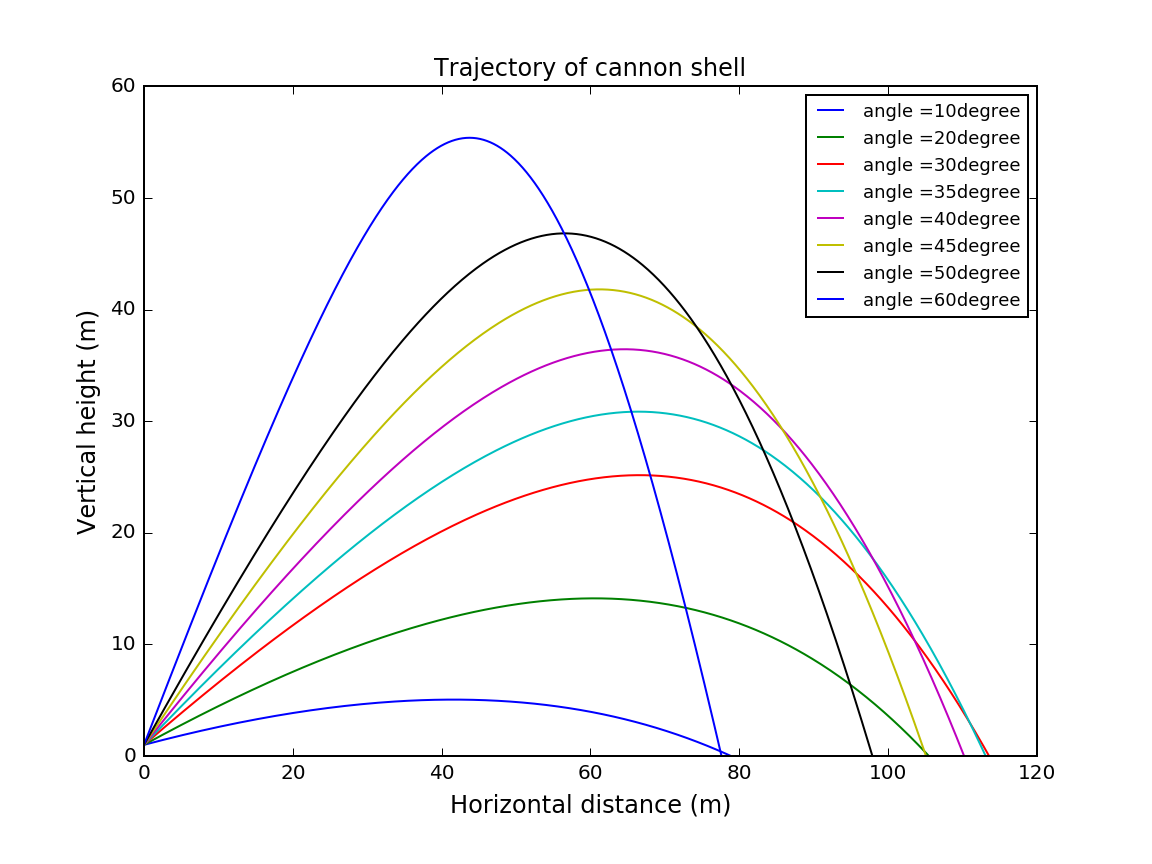 Trajectory of cannon shell
60
50
40
30
20
10
0
Vertical height (m)
angle =10degree
angle =20degree
angle =30degree
angle =35degree
angle =40degree
angle =45degree
angle =50degree
angle =60degree
0 20 40 60 80 100 120
Horizontal distance (m)